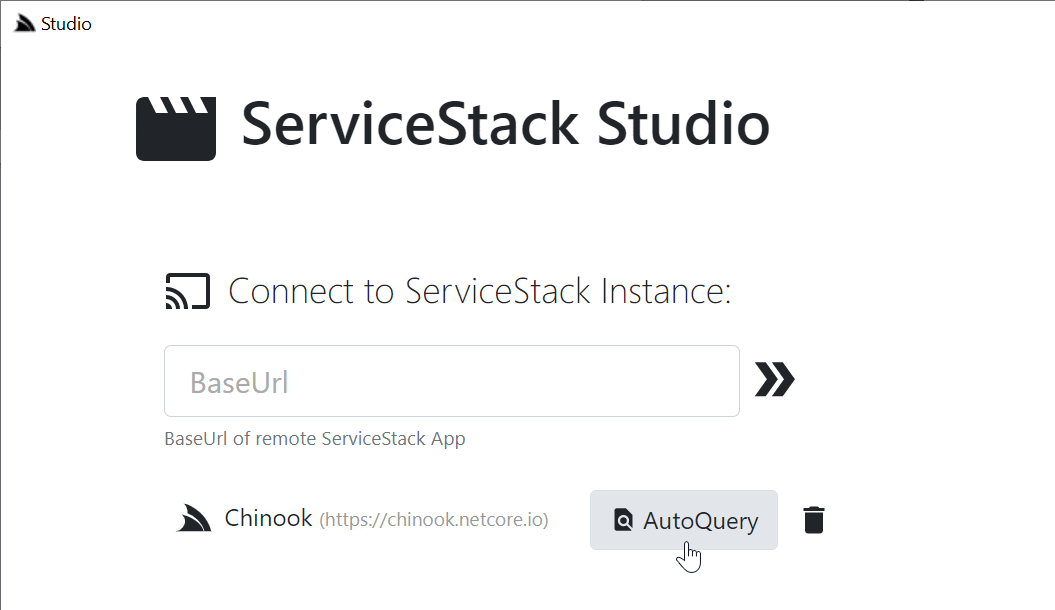 Studio
ServiceStack Studio
Connect to ServiceStack Instance:
BaseUrl
BaseUrl of remote ServiceStack App
Chinook (https://chinook.netcore.io) AutoQuery